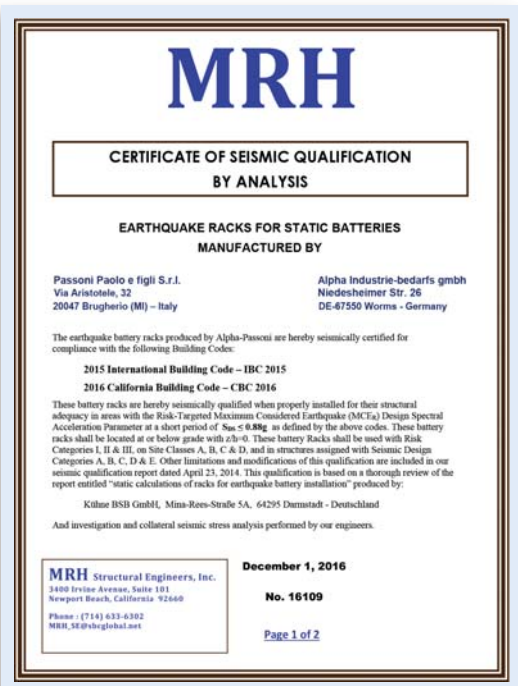 MRH
CERTIFICATE OF SEISMIC QUALIFICATION
BY ANALYSIS
EARTHQUAKE RACKS FOR STATIC BATTERIES
MANUFACTURED BY
Passoni Paolo e figli S.r.l.
Via Aristotele, 32
20047 Brugherio (MI) – Italy
Alpha Industrie-bedarfs gmbh
Niedesheimer Str. 26
DE-67550 Worms - Germany
The earthquake battery racks produced by Alpha-Passoni are hereby seismically certified for
compliance with the following Building Codes:
2015 International Building Code – IBC 2015
2016 California Building Code – CBC 2016
These battery racks are hereby seismically qualified when properly installed for their structural
adequacy in areas with the Risk-Targeted Maximum Considered Earthquake (MCER) Design Spectral
Acceleration Parameter at a short period of SDS ≤ 0.88g as defined by the above codes. These battery
racks shall be located at or below grade with z/h=0. These battery Racks shall be used with Risk
Categories I, II & III, on Site Classes A, B, C & D, and in structures assigned with Seismic Design
Categories A, B, C, D & E. Other limitations and modifications of this qualification are included in our
seismic qualification report dated April 23, 2014. This qualification is based on a thorough review of the
report entitled “static calculations of racks for earthquake battery installation” produced by:
Kühne BSB GmbH, Mina-Rees-Straße 5A, 64295 Darmstadt - Deutschland
And investigation and collateral seismic stress analysis performed by our engineers.
MRH Structural Engineers, Inc.
3400 Irvine Avenue, Suite 101
Newport Beach, California 92660
Phone : (714) 633-6302
MRH_SE@sbcglobal.net
December 1, 2016
No. 16109
Page 1 of 2